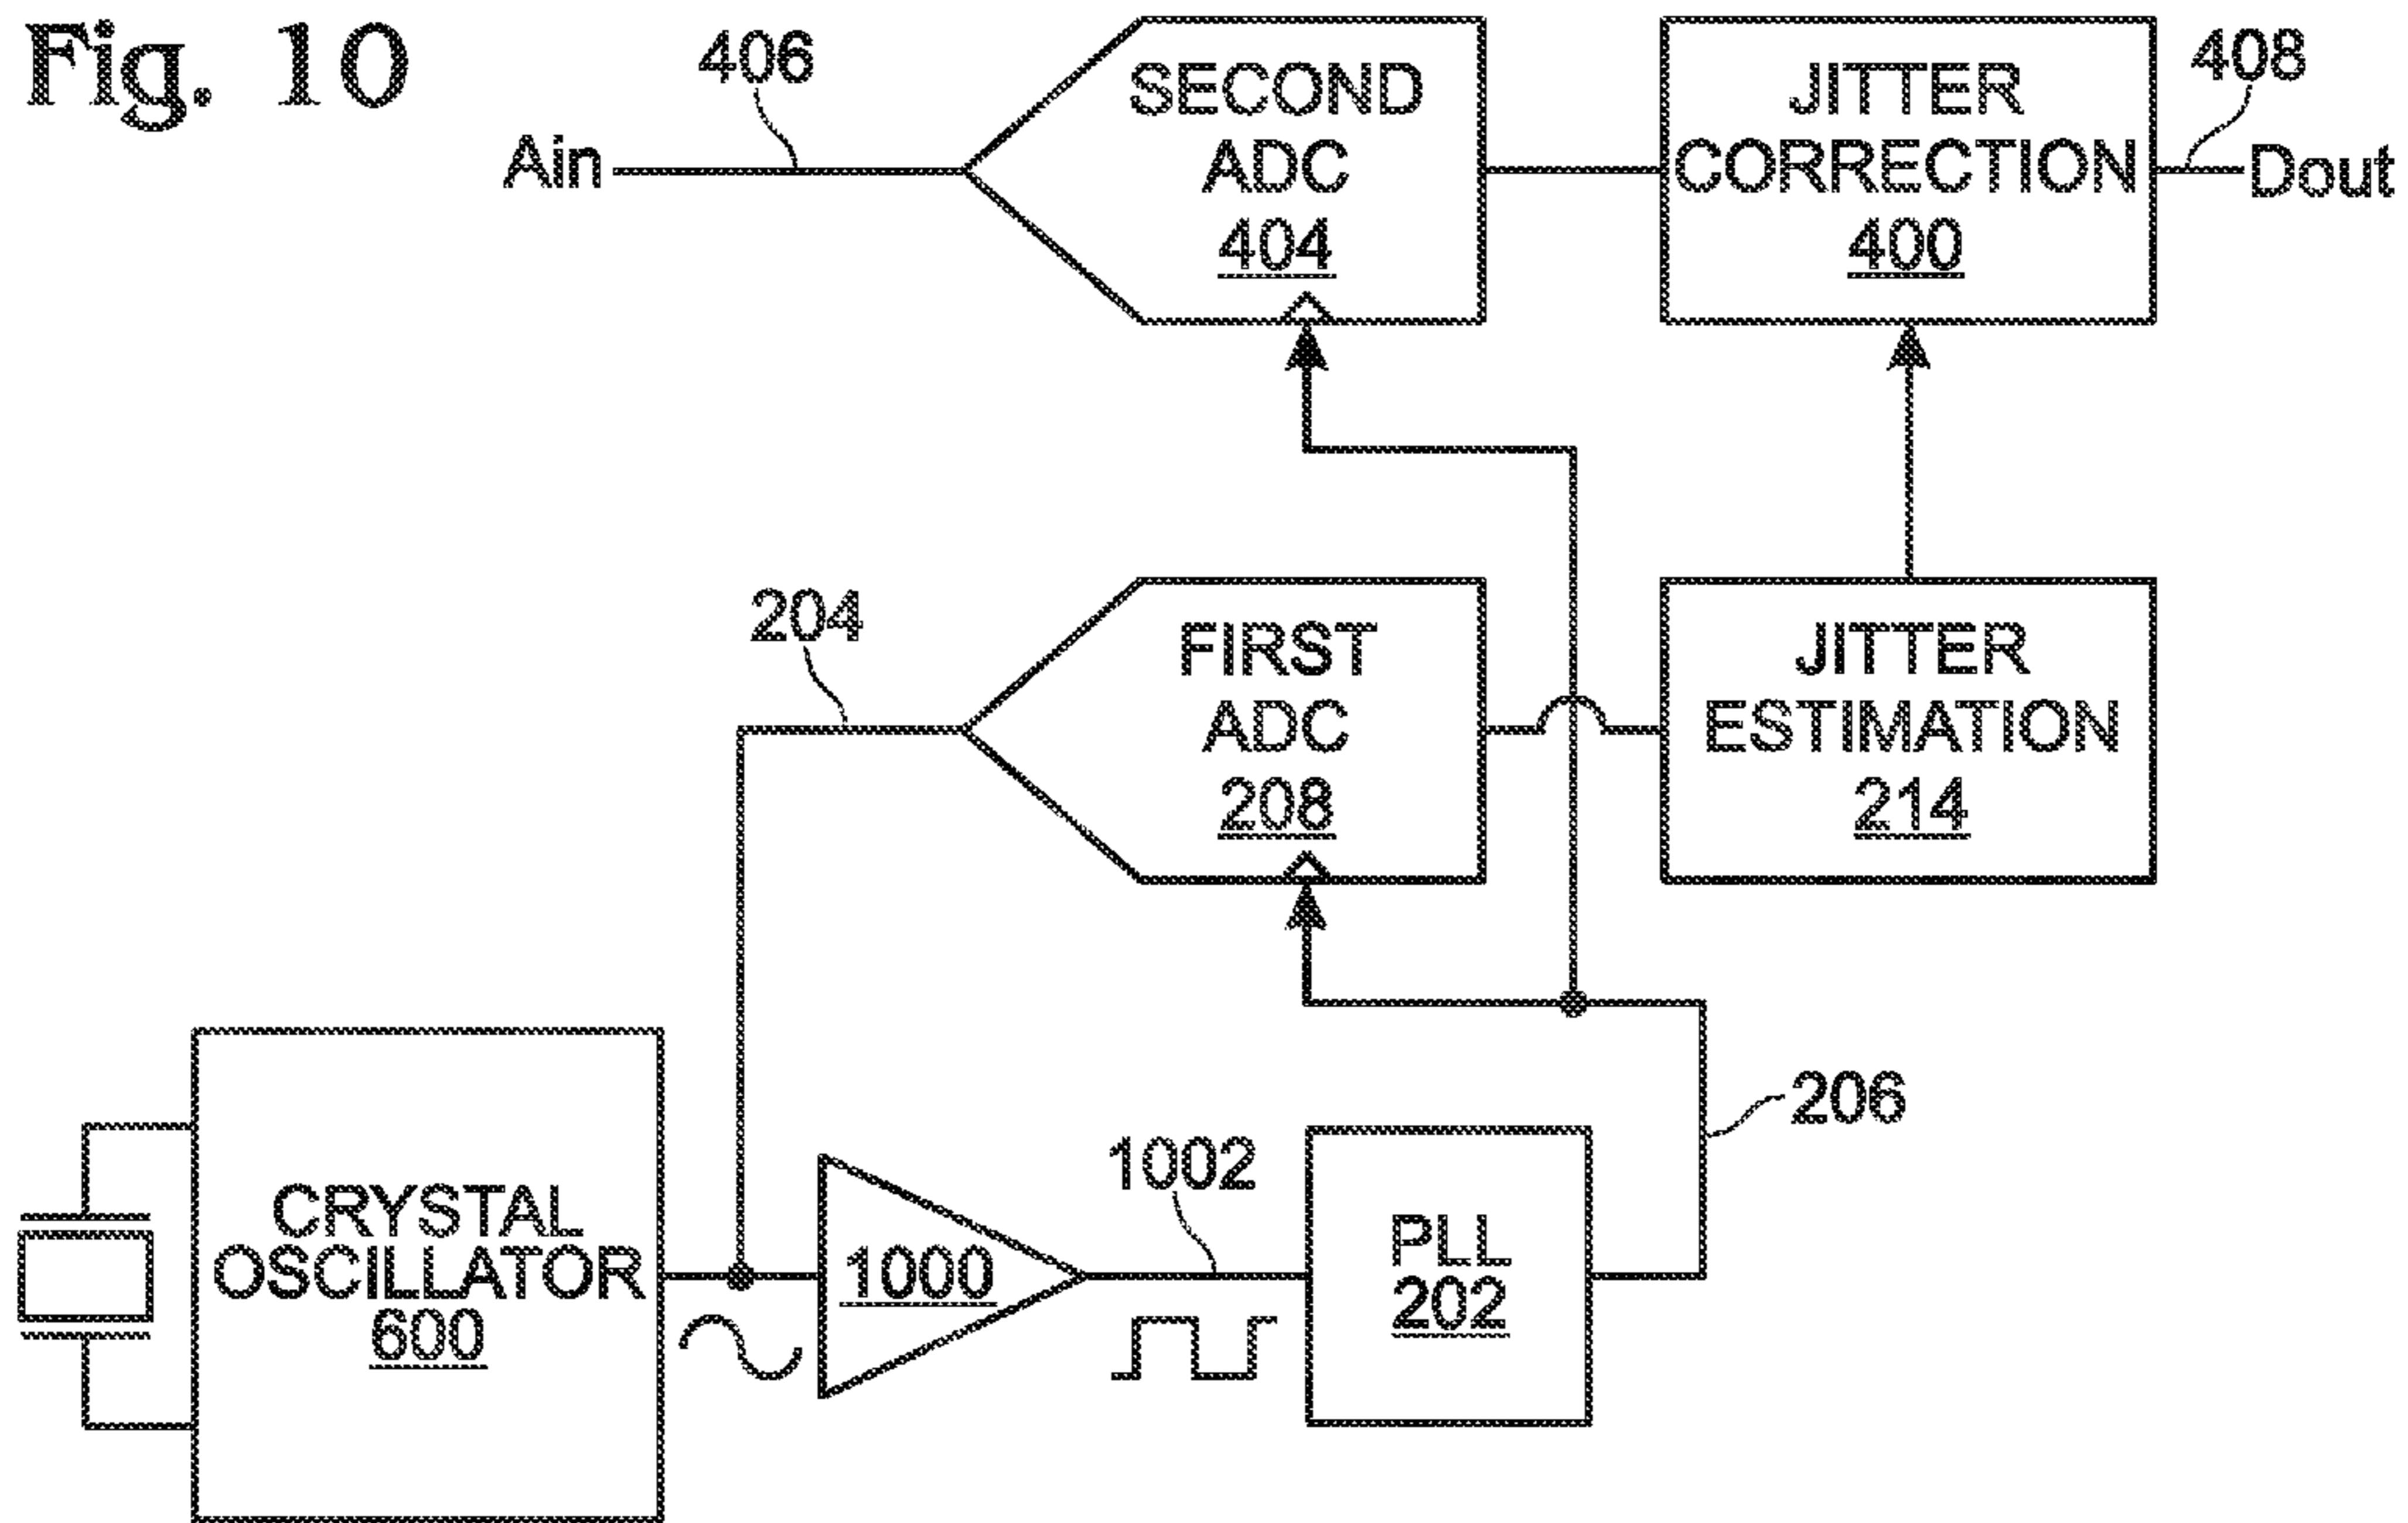 Fig. 10
406
Ain
SECOND
ADC
404
JITTER
CORRECTION
400
408
Dout
204
FIRST
ADC
208
JITTER
ESTIMATION
214
206
CRYSTAL
OSCILLATOR
600
1000
1002
PLL
202